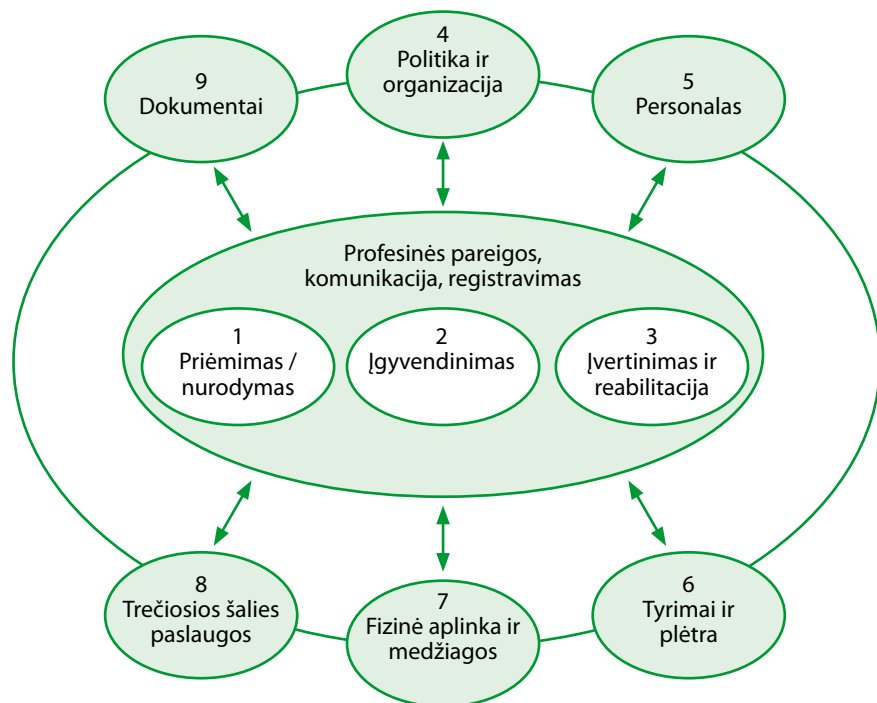 4
Politika ir
organizacija
9
Dokumentai
5
Personalas
Profesinės pareigos,
komunikacija, registravimas
1
Priėmimas /
nurodymas
2
Įgyvendinimas
3
Įvertinimas ir
reabilitacija
8
Trečiosios šalies
paslaugos
7
Fizinė aplinka ir
medžiagos
6
Tyrimai ir
plėtra